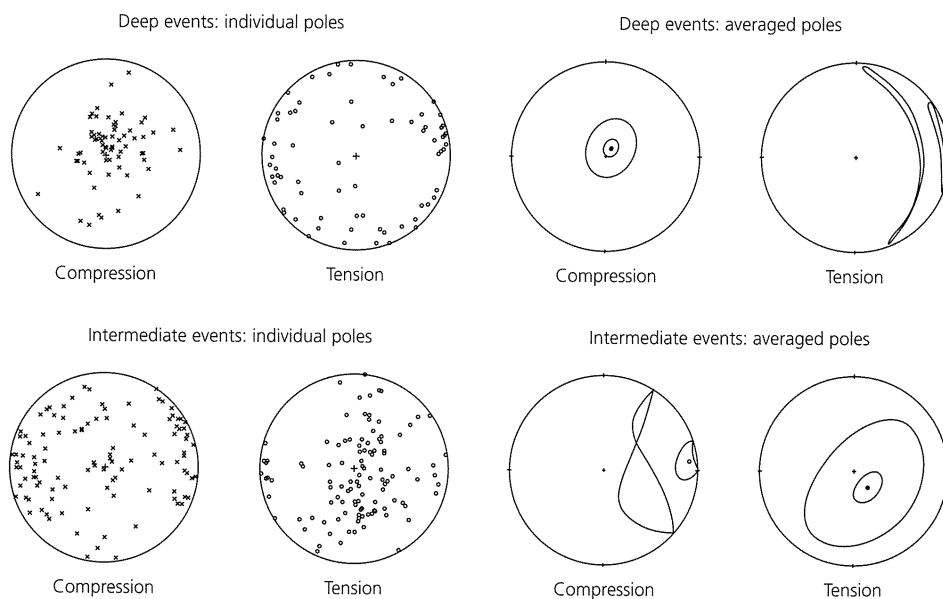 Deep events: individual poles
Deep events: averaged poles
Compression
Tension
Compression
Tension
Intermediate events: individual poles
Intermediate events: averaged poles
Compression
Tension
Compression
Tension